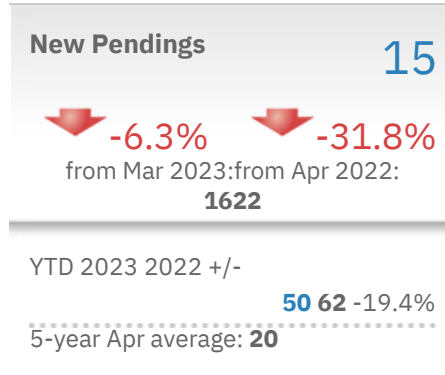 New Pendings
15
-6.3% -31.8%
from Mar 2023:from Apr 2022:
1622
YTD 2023 2022 +/-
50 62 -19.4%
5-year Apr average: 20